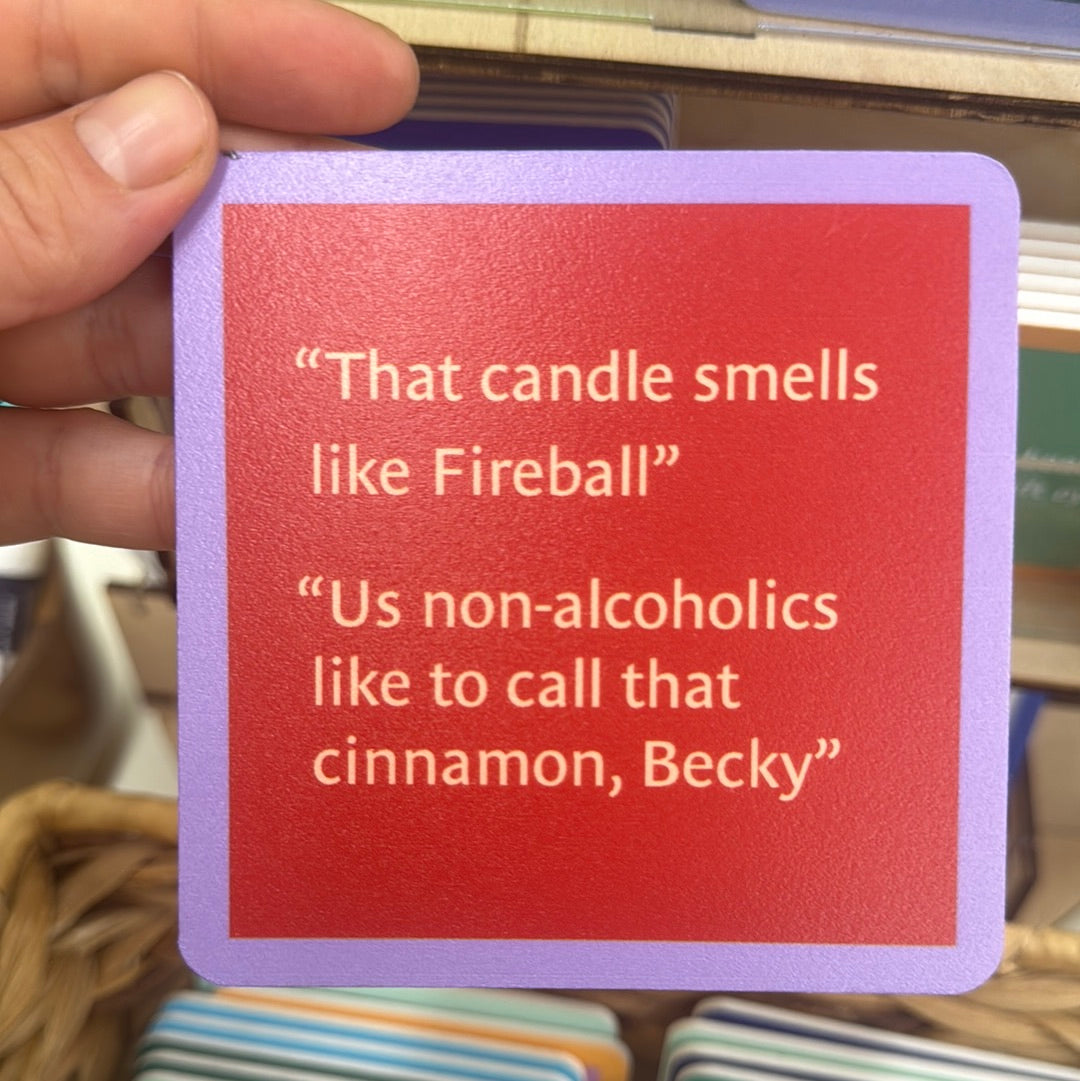 “That candle smells
like Fireball”
“Us non-alcoholics
like to call that
cinnamon, Becky”